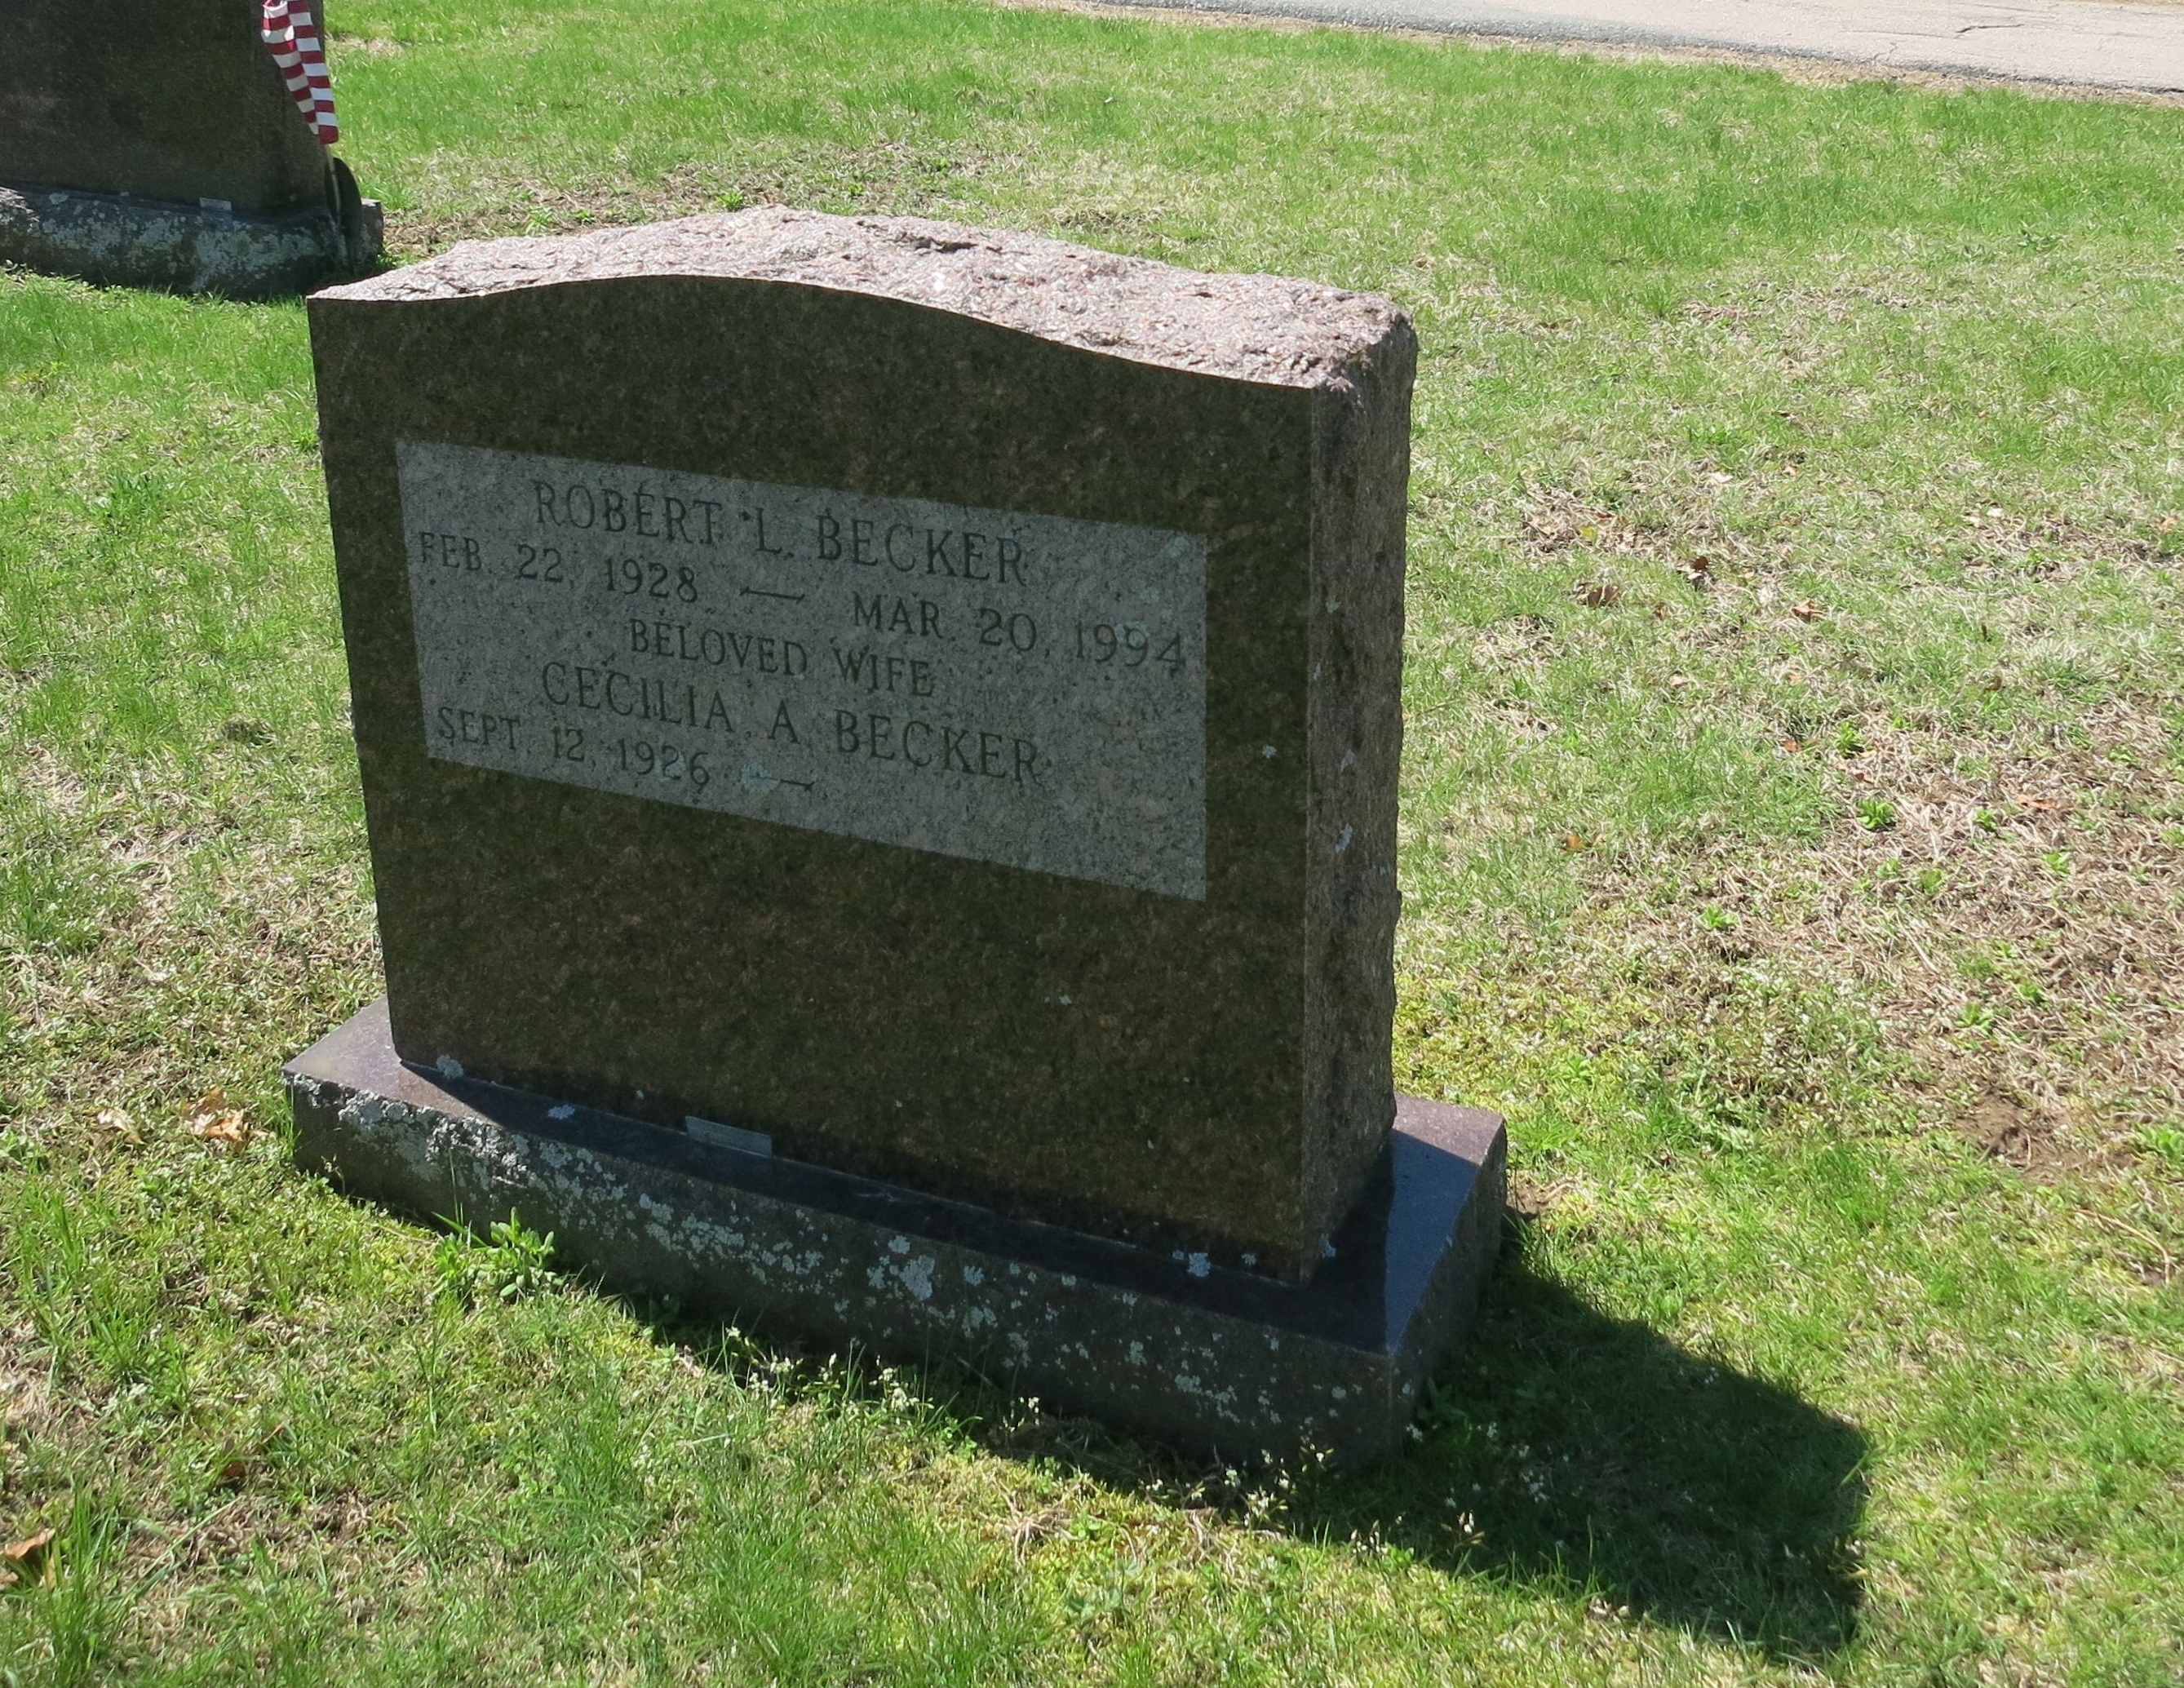 ROBERT L. BECKER
FEB. 22, 1928 — MAR. 20, 1994
BELOVED WIFE
CECILIA A. BECKER
SEPT. 12, 1926 —